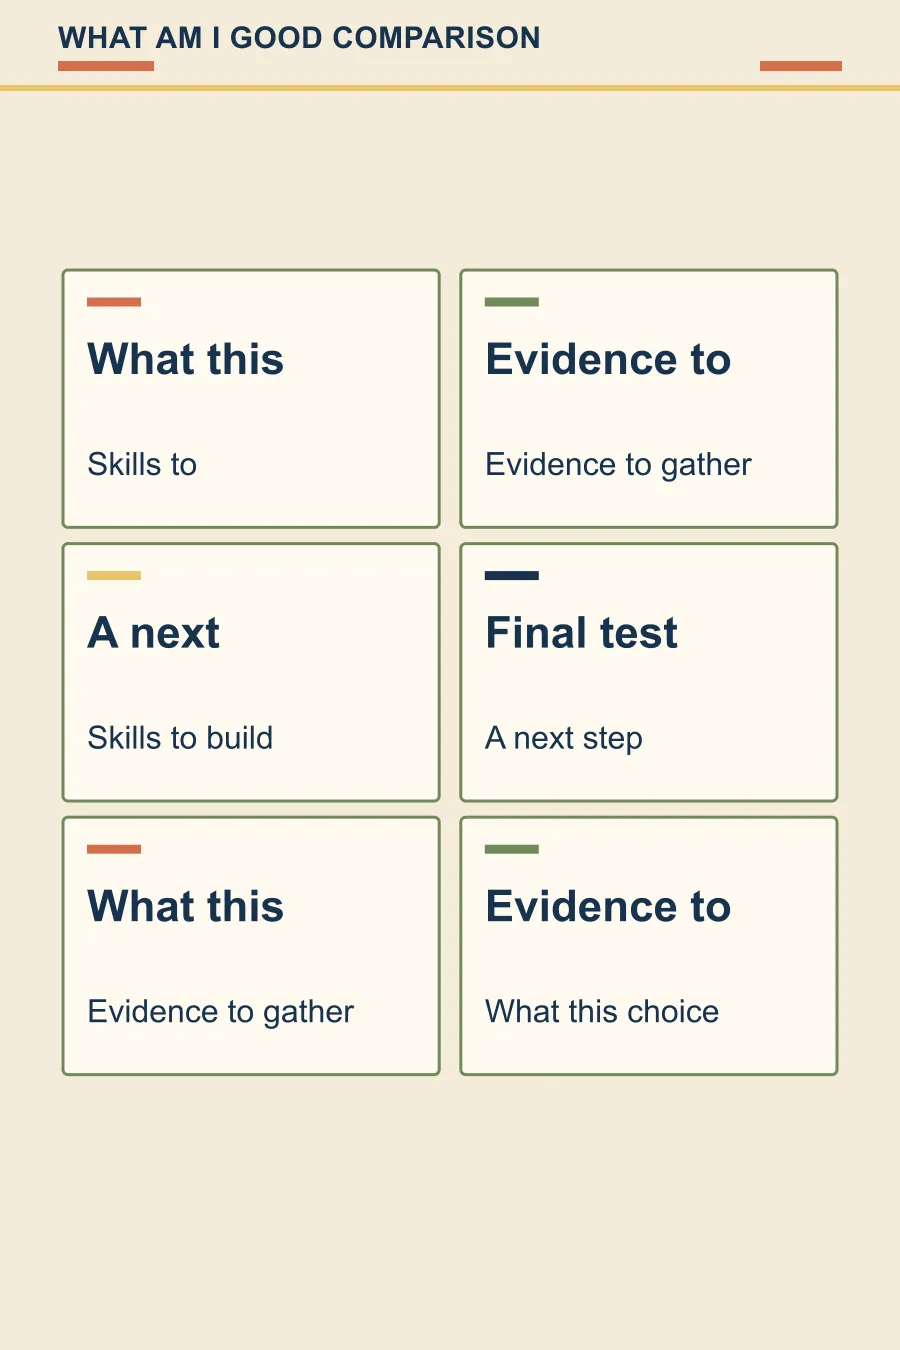 WHAT AM I GOOD COMPARISON
What this
Skills to
Evidence to
Evidence to gather
A next
Skills to build
Final test
A next step
What this
Evidence to gather
Evidence to
What this choice